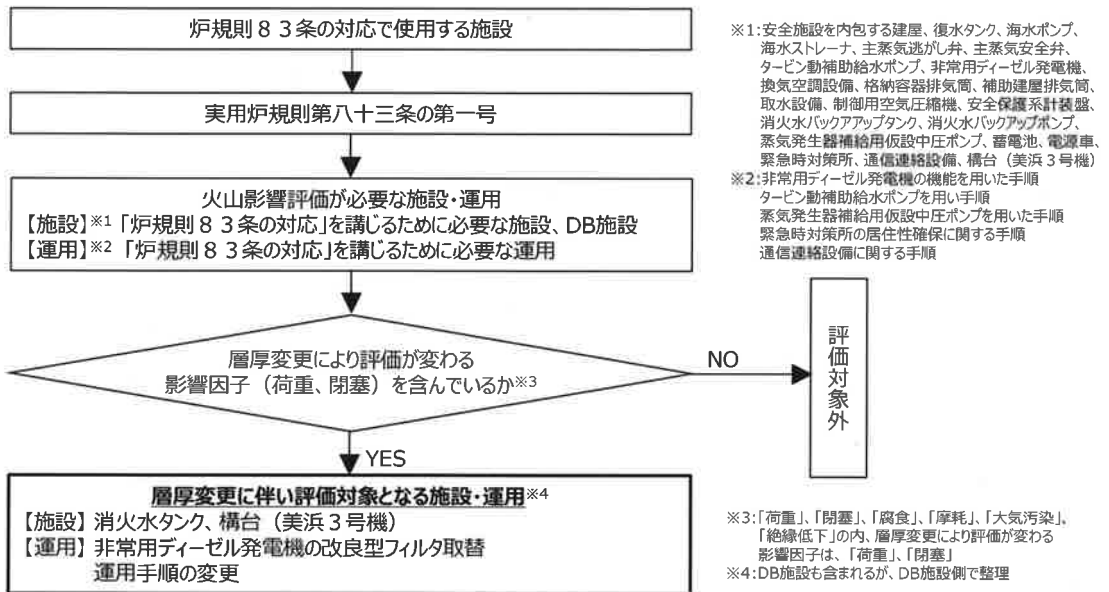 炉規則８３条の対応で使用する施設
実用炉規則第八十三条の第一号
火山影響評価が必要な施設・運用
【施設】※1「炉規則８３条の対応」を講じるために必要な施設、DB施設
【運用】※2「炉規則８３条の対応」を講じるために必要な運用
層厚変更により評価が変わる
影響因子（荷重、閉塞）を含んでいるか※3
NO
評価対象外
YES
層厚変更に伴い評価対象となる施設・運用※4
【施設】消火水タンク、構台（美浜３号機）
【運用】非常用ディーゼル発電機の改良型フィルタ取替
運用手順の変更
※1:安全施設を内包する建屋、復水タンク、海水ポンプ、
海水ストレーナ、主蒸気逃がし弁、主蒸気安全弁、
タービン動補助給水ポンプ、非常用ディーゼル発電機、
換気空調設備、格納容器排気筒、補助建屋排気筒、
取水設備、制御用空気圧縮機、安全保護系計装盤、
消火水バックアアップタンク、消火水バックアップポンプ、
蒸気発生器補給用仮設中圧ポンプ、蓄電池、電源車、
緊急時対策所、通信連絡設備、構台（美浜３号機）
※2:非常用ディーゼル発電機の機能を用いた手順
タービン動補助給水ポンプを用い手順
蒸気発生器補給用仮設中圧ポンプを用いた手順
緊急時対策所の居住性確保に関する手順
通信連絡設備に関する手順
※3:「荷重」、「閉塞」、「腐食」、「摩耗」、「大気汚染」、
「絶縁低下」の内、層厚変更により評価が変わる
影響因子は、「荷重」、「閉塞」
※4:DB施設も含まれるが、DB施設側で整理